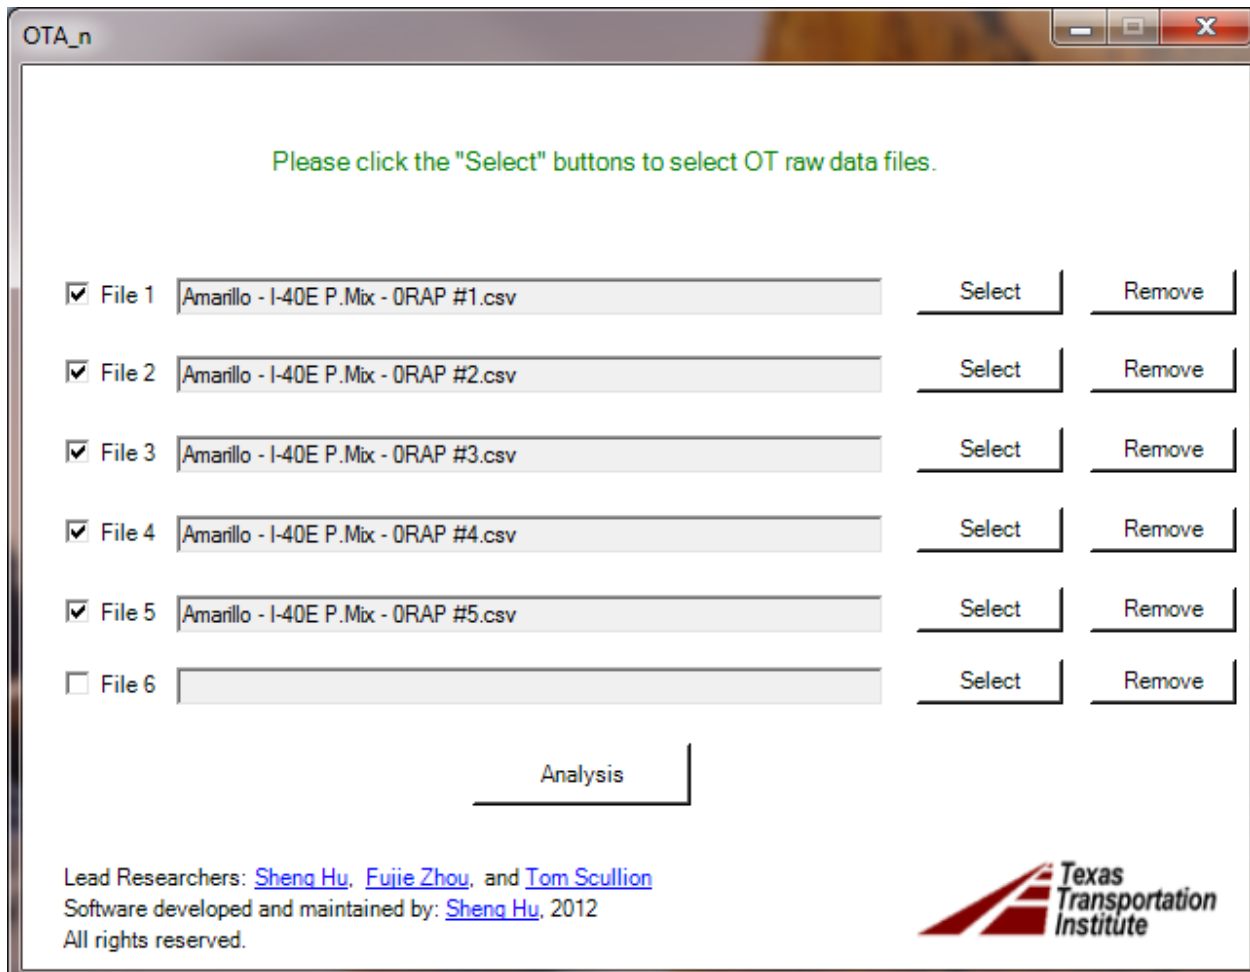 OTA_n
Please click the "Select" buttons to select OT raw data files.
File 1 Amarillo - I-40E P.Mix - 0RAP #1.csv Select Remove
File 2 Amarillo - I-40E P.Mix - 0RAP #2.csv Select Remove
File 3 Amarillo - I-40E P.Mix - 0RAP #3.csv Select Remove
File 4 Amarillo - I-40E P.Mix - 0RAP #4.csv Select Remove
File 5 Amarillo - I-40E P.Mix - 0RAP #5.csv Select Remove
File 6 Select Remove
Analysis
Lead Researchers: Sheng Hu, Fujie Zhou, and Tom Scullion
Software developed and maintained by: Sheng Hu, 2012
All rights reserved.
Texas
Transportation
Institute